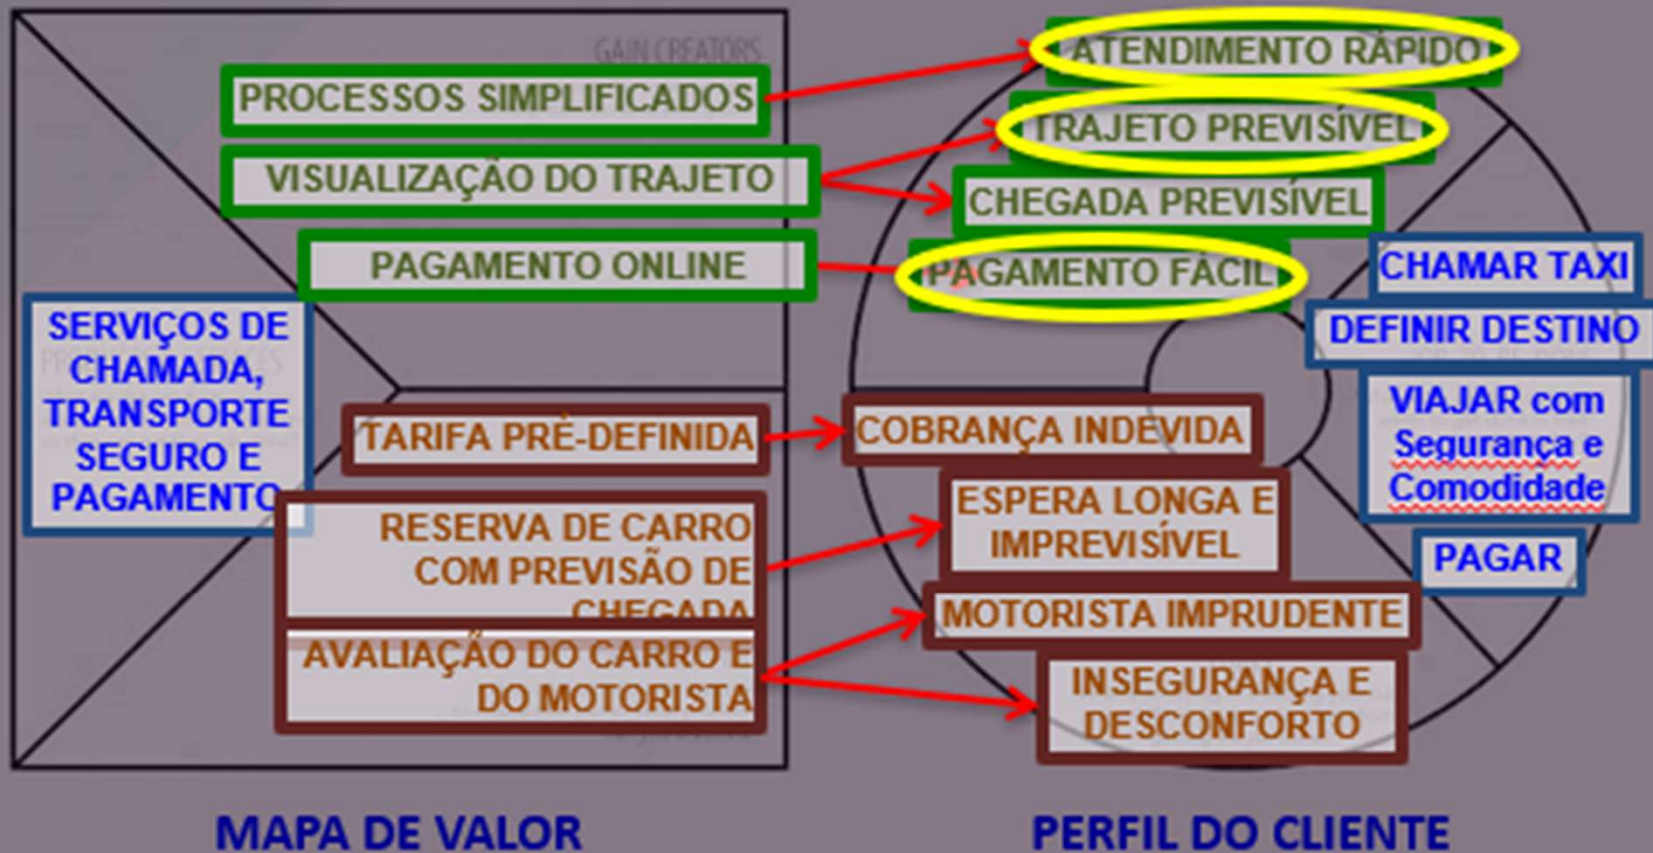 GAIN CREATORS
PROCESSOS SIMPLIFICADOS
VISUALIZAÇÃO DO TRAJETO
PAGAMENTO ONLINE
SERVIÇOS DE
CHAMADA,
TRANSPORTE
SEGURO E
PAGAMENTO
TARIFA PRÉ-DEFINIDA
RESERVA DE CARRO
COM PREVISÃO DE
CHEGADA
AVALIAÇÃO DO CARRO E
DO MOTORISTA
MAPA DE VALOR
ATENDIMENTO RÁPIDO
TRAJETO PREVISÍVEL
CHEGADA PREVISÍVEL
PAGAMENTO FÁCIL
CHAMAR TAXI
DEFINIR DESTINO
VIAJAR com
Segurança e
Comodidade
PAGAR
COBRANÇA INDEVIDA
ESPERA LONGA E
IMPREVISÍVEL
MOTORISTA IMPRUDENTE
INSEGURANÇA E
DESCONFORTO
PERFIL DO CLIENTE